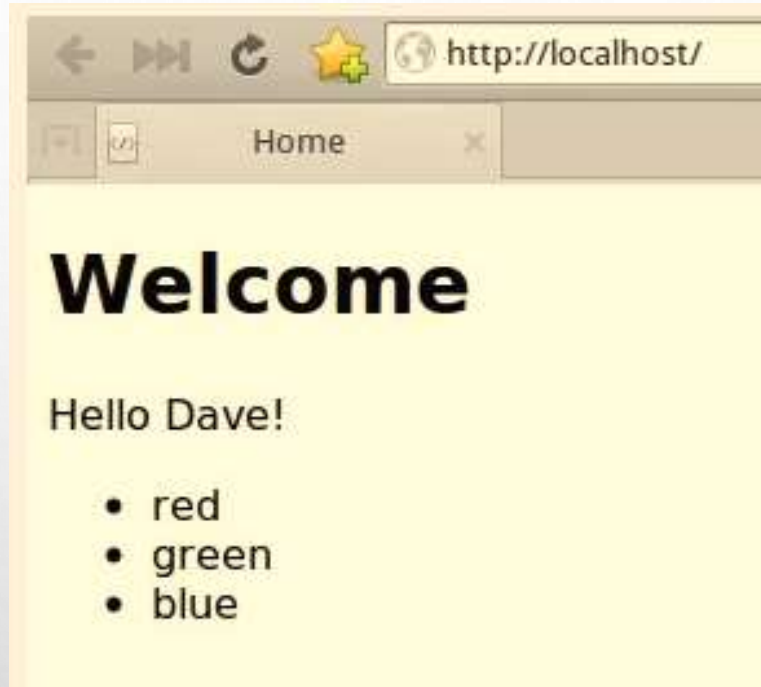 http://localhost/
Home
Welcome
Hello Dave!
• red
• green
• blue